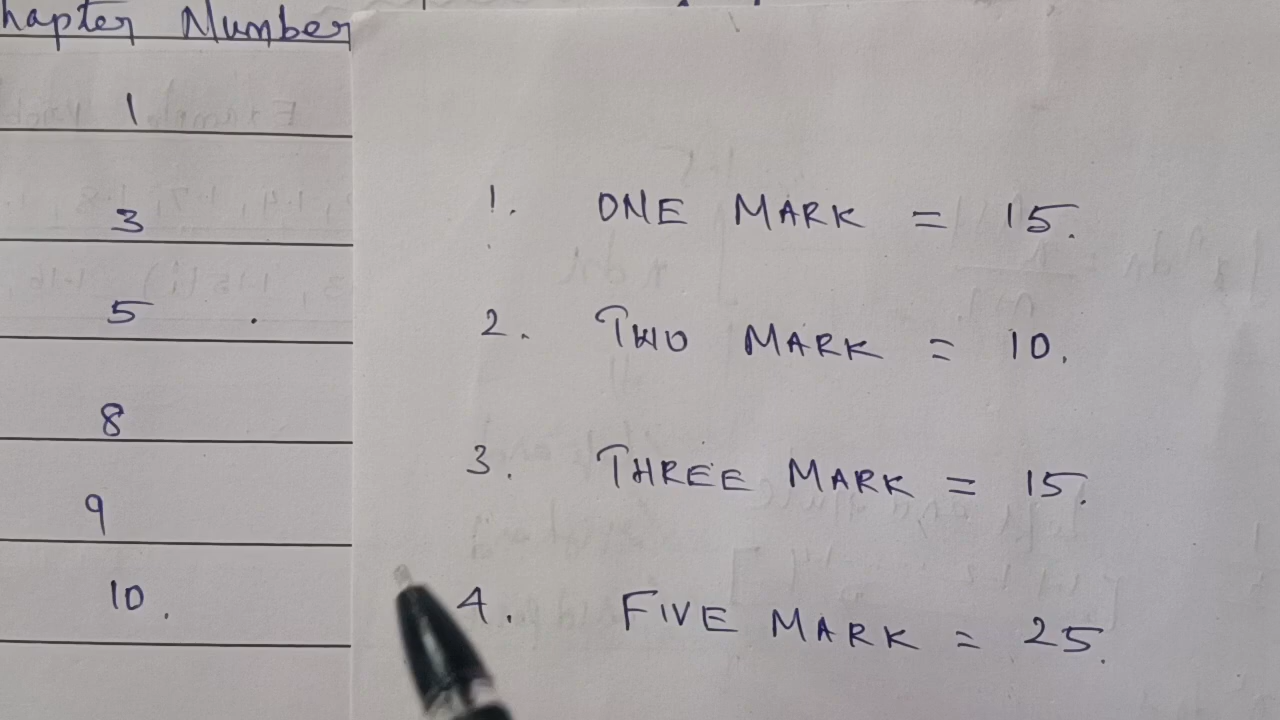 hapter Number
1
3
5 .
8
9
10.
1. ONE MARK = 15.
2. TWO MARK = 10.
3. THREE MARK = 15.
4. FIVE MARK = 25.